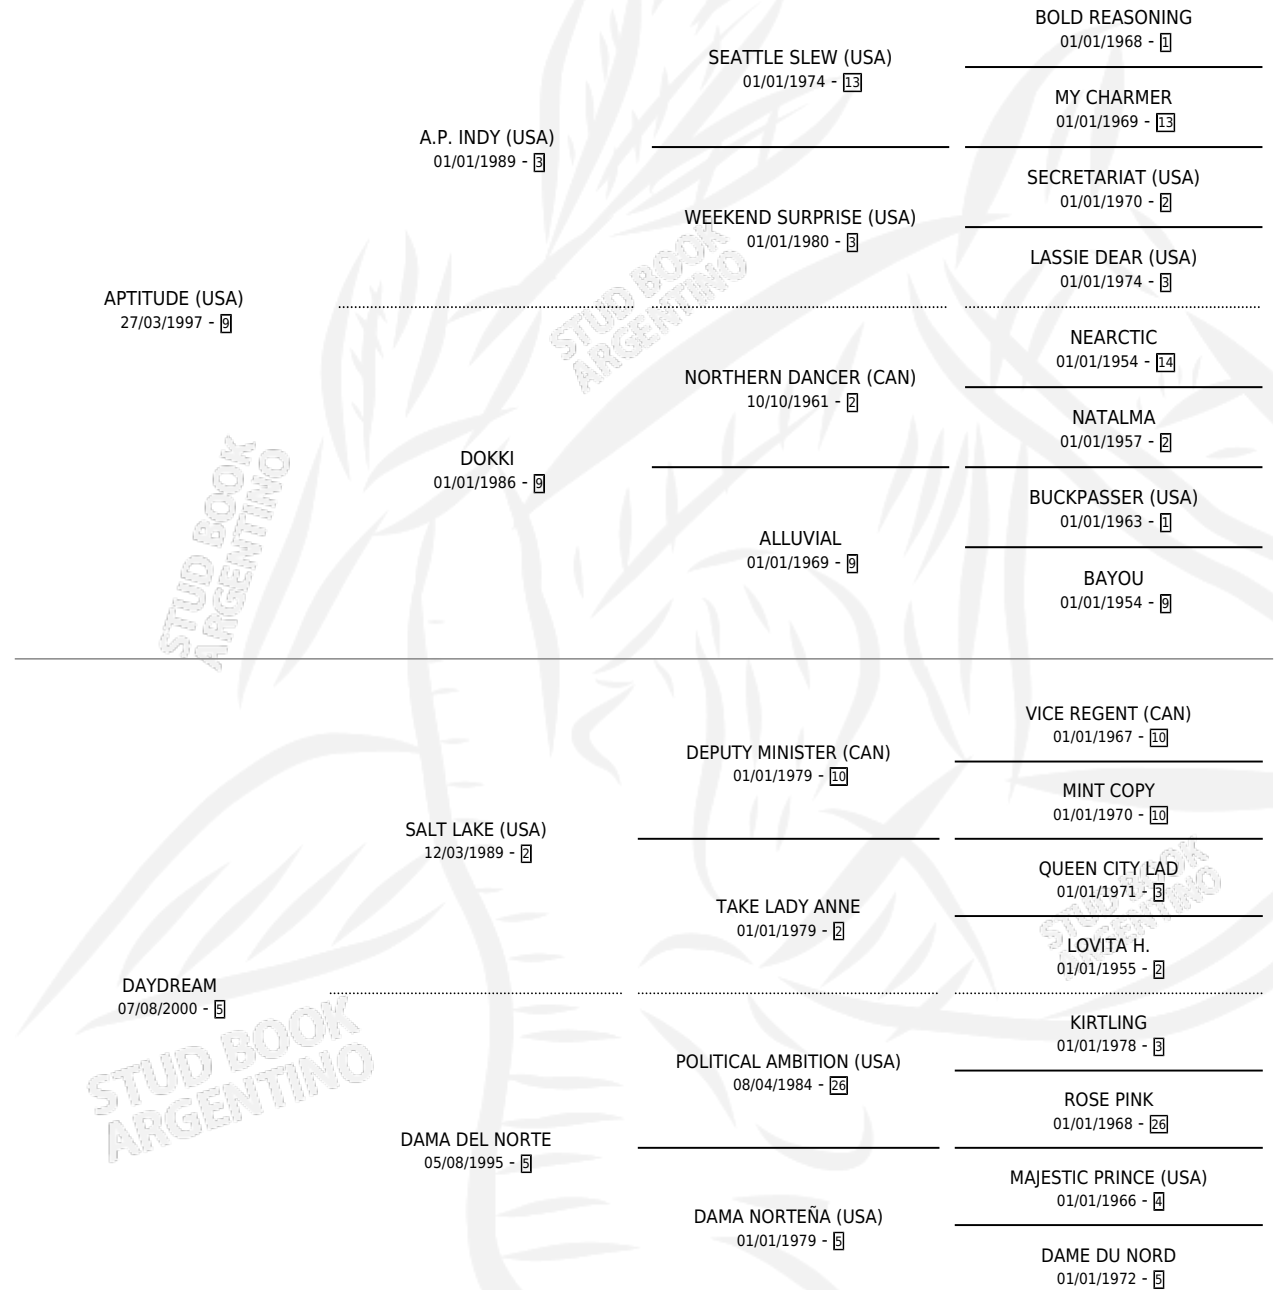 BOLD REASONING
01/01/1968 - 1
SEATTLE SLEW (USA)
01/01/1974 - 13
MY CHARMER
01/01/1969 - 13
A.P. INDY (USA)
01/01/1989 - 3
SECRETARIAT (USA)
01/01/1970 - 2
WEEKEND SURPRISE (USA)
01/01/1980 - 3
LASSIE DEAR (USA)
01/01/1974 - 3
APTITUDE (USA)
27/03/1997 - 9
NEARCTIC
01/01/1954 - 14
NORTHERN DANCER (CAN)
10/10/1961 - 2
NATALMA
01/01/1957 - 2
DOKKI
01/01/1986 - 9
BUCKPASSER (USA)
01/01/1963 - 1
ALLUVIAL
01/01/1969 - 9
BAYOU
01/01/1954 - 9
VICE REGENT (CAN)
01/01/1967 - 10
DEPUTY MINISTER (CAN)
01/01/1979 - 10
MINT COPY
01/01/1970 - 10
SALT LAKE (USA)
12/03/1989 - 2
QUEEN CITY LAD
01/01/1971 - 3
TAKE LADY ANNE
01/01/1979 - 2
LOVITA H.
01/01/1955 - 2
DAYDREAM
07/08/2000 - 5
KIRTLING
01/01/1978 - 3
POLITICAL AMBITION (USA)
08/04/1984 - 26
ROSE PINK
01/01/1968 - 26
DAMA DEL NORTE
05/08/1995 - 5
MAJESTIC PRINCE (USA)
01/01/1966 - 4
DAMA NORTEÑA (USA)
01/01/1979 - 5
DAME DU NORD
01/01/1972 - 5
STUD BOOK
ARGENTINO
STUD BOOK
ARGENTINO
STUD BOOK
ARGENTINO
STUD BOOK
ARGENTINO